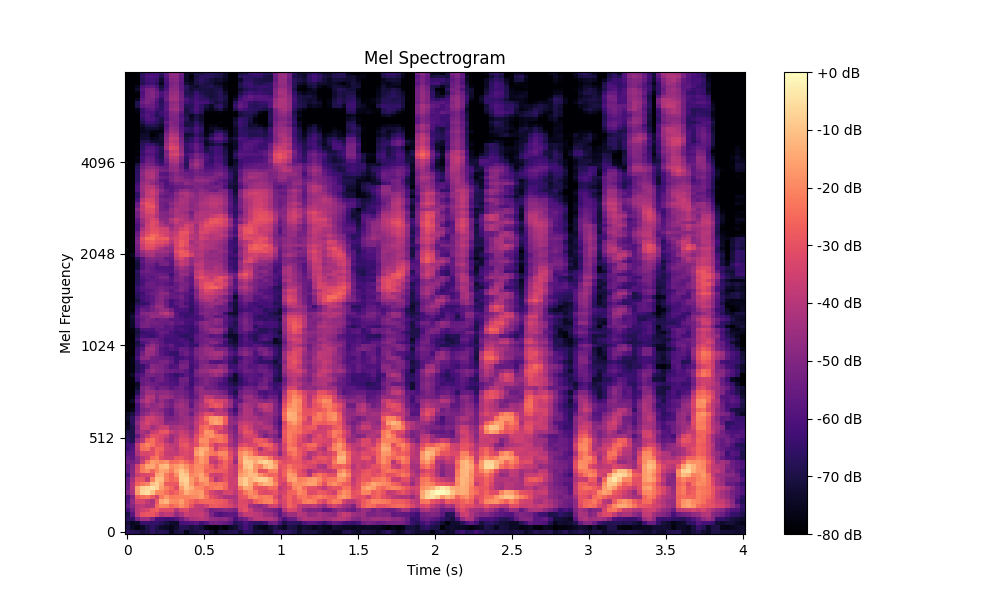 Mel Spectrogram
Mel Frequency
4096
2048
1024
512
0
0
0.5
1
1.5
2
2.5
3
3.5
4
Time (s)
+0 dB
-10 dB
-20 dB
-30 dB
-40 dB
-50 dB
-60 dB
-70 dB
-80 dB